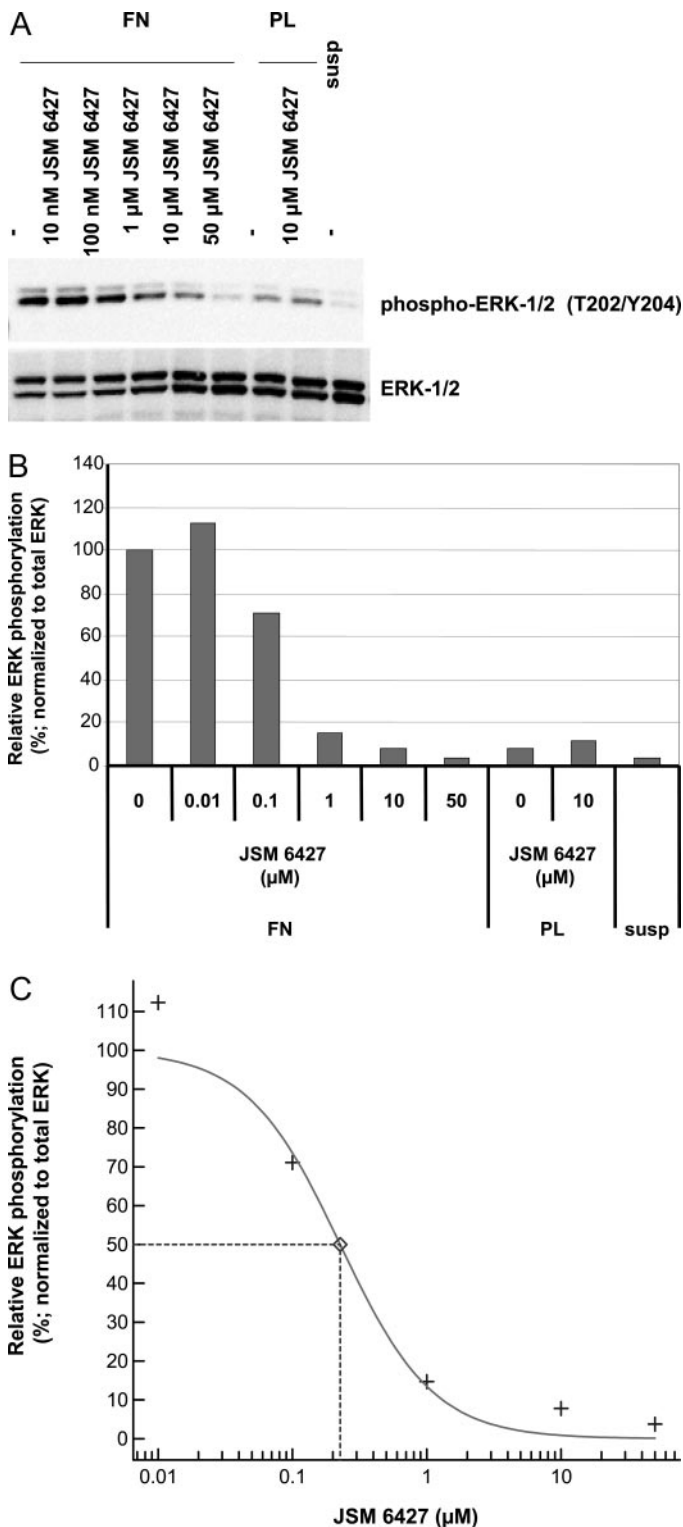 A
FN
PL
susp
-
10 nM JSM 6427
100 nM JSM 6427
1 µM JSM 6427
10 µM JSM 6427
50 µM JSM 6427
-
10 µM JSM 6427
-
phospho-ERK-1/2 (T202/Y204)
ERK-1/2
B
Relative ERK phosphorylation
(%; normalized to total ERK)
140
120
100
80
60
40
20
0
0 0.01 0.1 1 10 50 0 10
JSM 6427
(µM)
JSM 6427
(µM)
FN PL susp
C
Relative ERK phosphorylation
(%; normalized to total ERK)
110
100
90
80
70
60
50
40
30
20
10
0
0.01 0.1 1 10
JSM 6427 (µM)